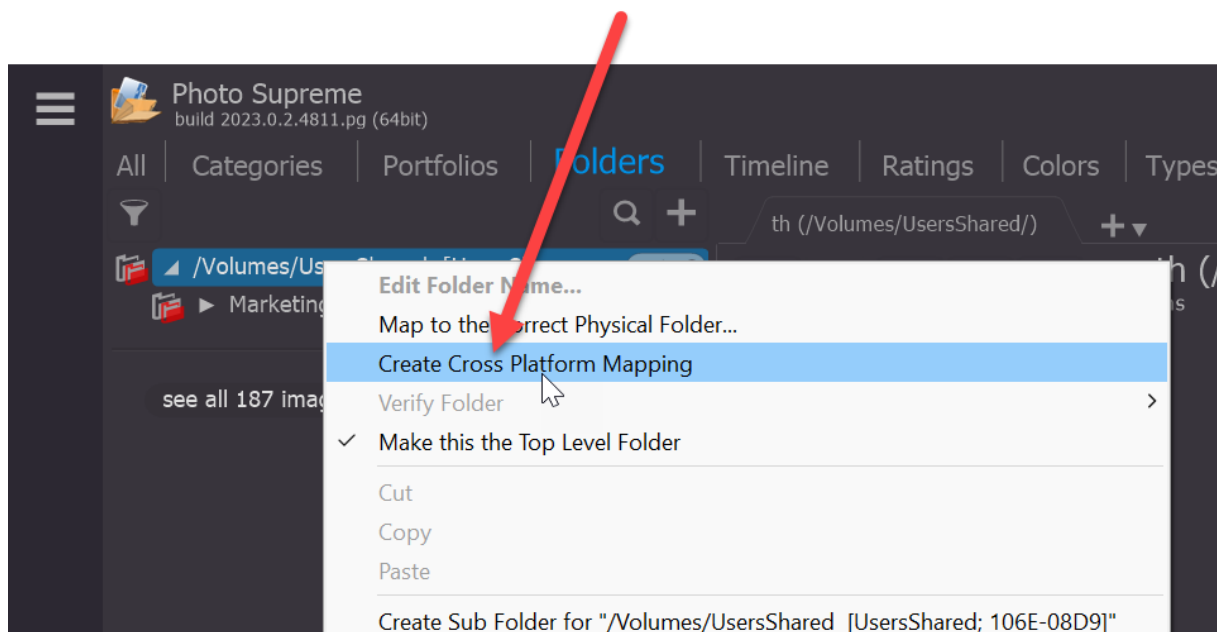 Photo Supreme
build 2023.0.2.4811.pg (64bit)
All Categories Portfolios Folders Timeline Ratings Colors Types
th (/Volumes/UsersShared/)
/Volumes/Us
th (/
Edit Folder Name...
Marketing
Map to the Correct Physical Folder...
Create Cross Platform Mapping
see all 187
Verify Folder
Make this the Top Level Folder
Cut
Copy
Paste
Create Sub Folder for "/Volumes/UsersShared [UsersShared; 106E-08D9]"